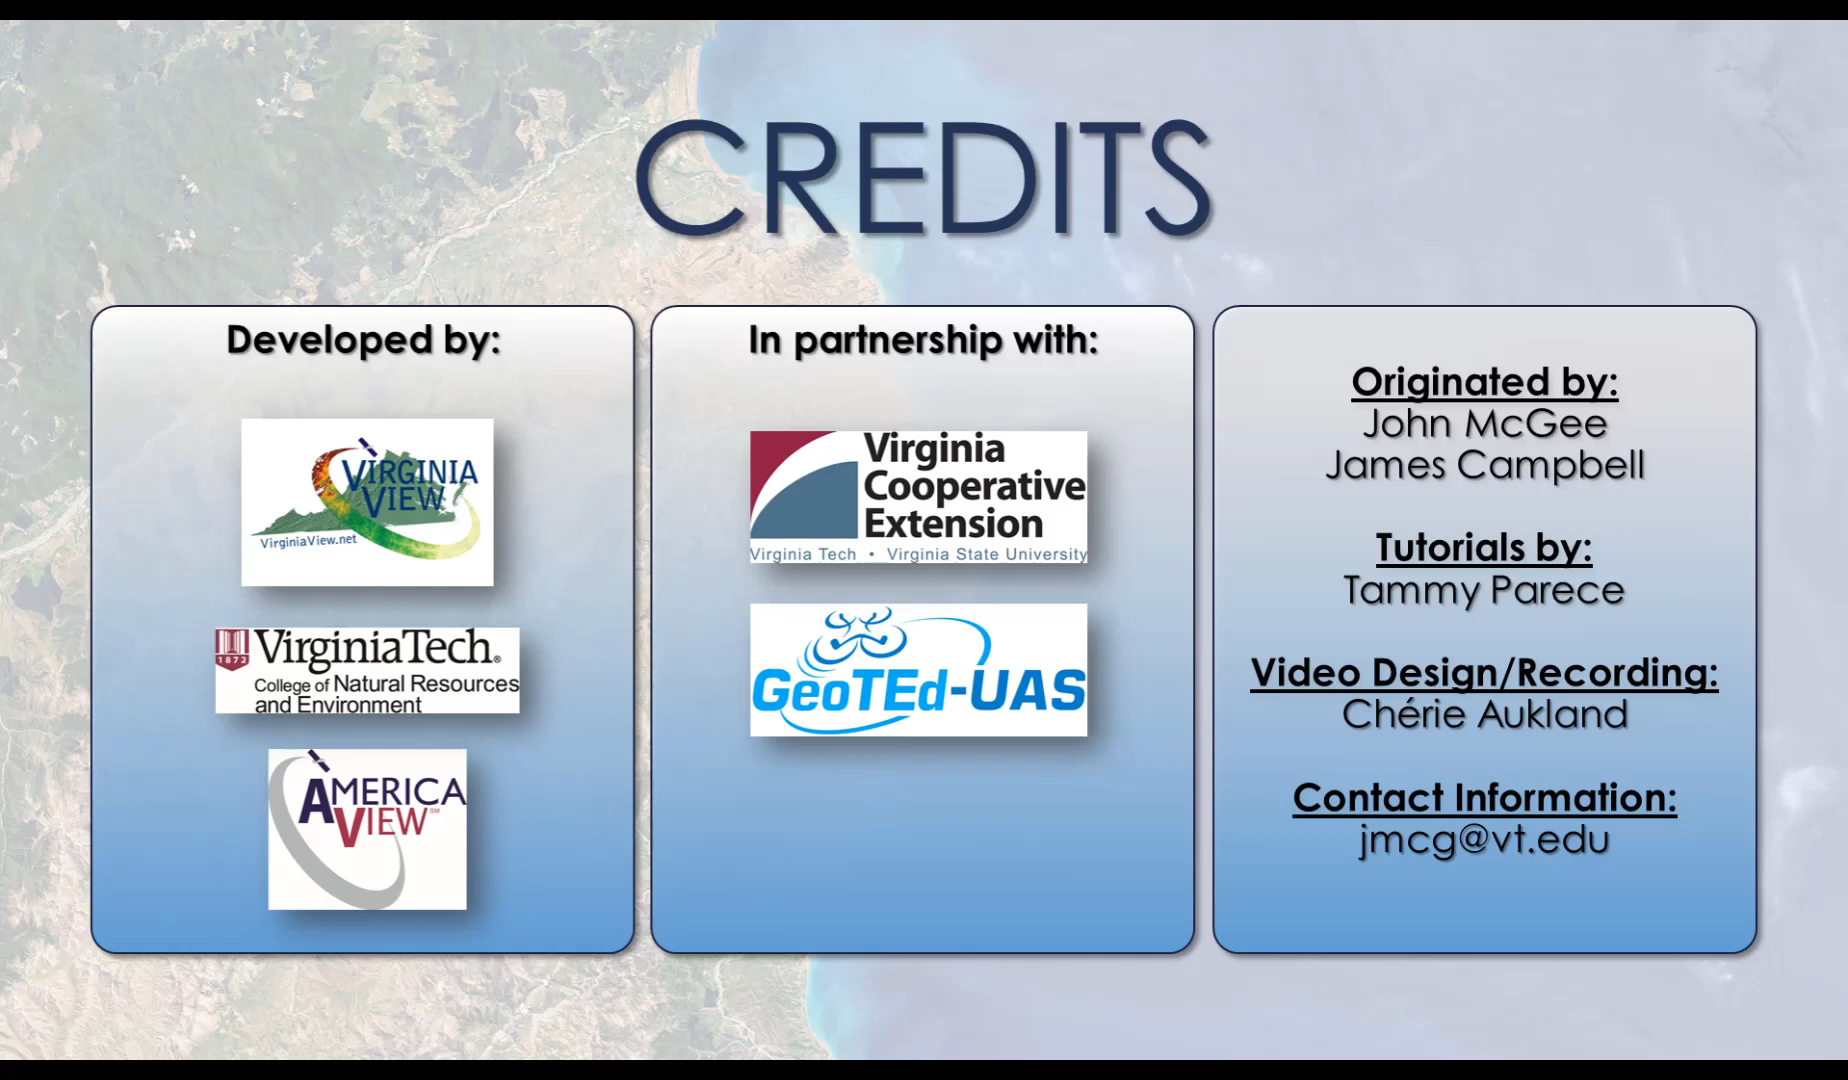 CREDITS
Developed by:
VIRGINIA
VIEW
VirginiaView.net
1872
VirginiaTech®
College of Natural Resources
and Environment
AMERICA
VIEW℠
In partnership with:
Virginia
Cooperative
Extension
Virginia Tech • Virginia State University
GeoTEd-UAS
Originated by:
John McGee
James Campbell
Tutorials by:
Tammy Parece
Video Design/Recording:
Chérie Aukland
Contact Information:
jmcg@vt.edu